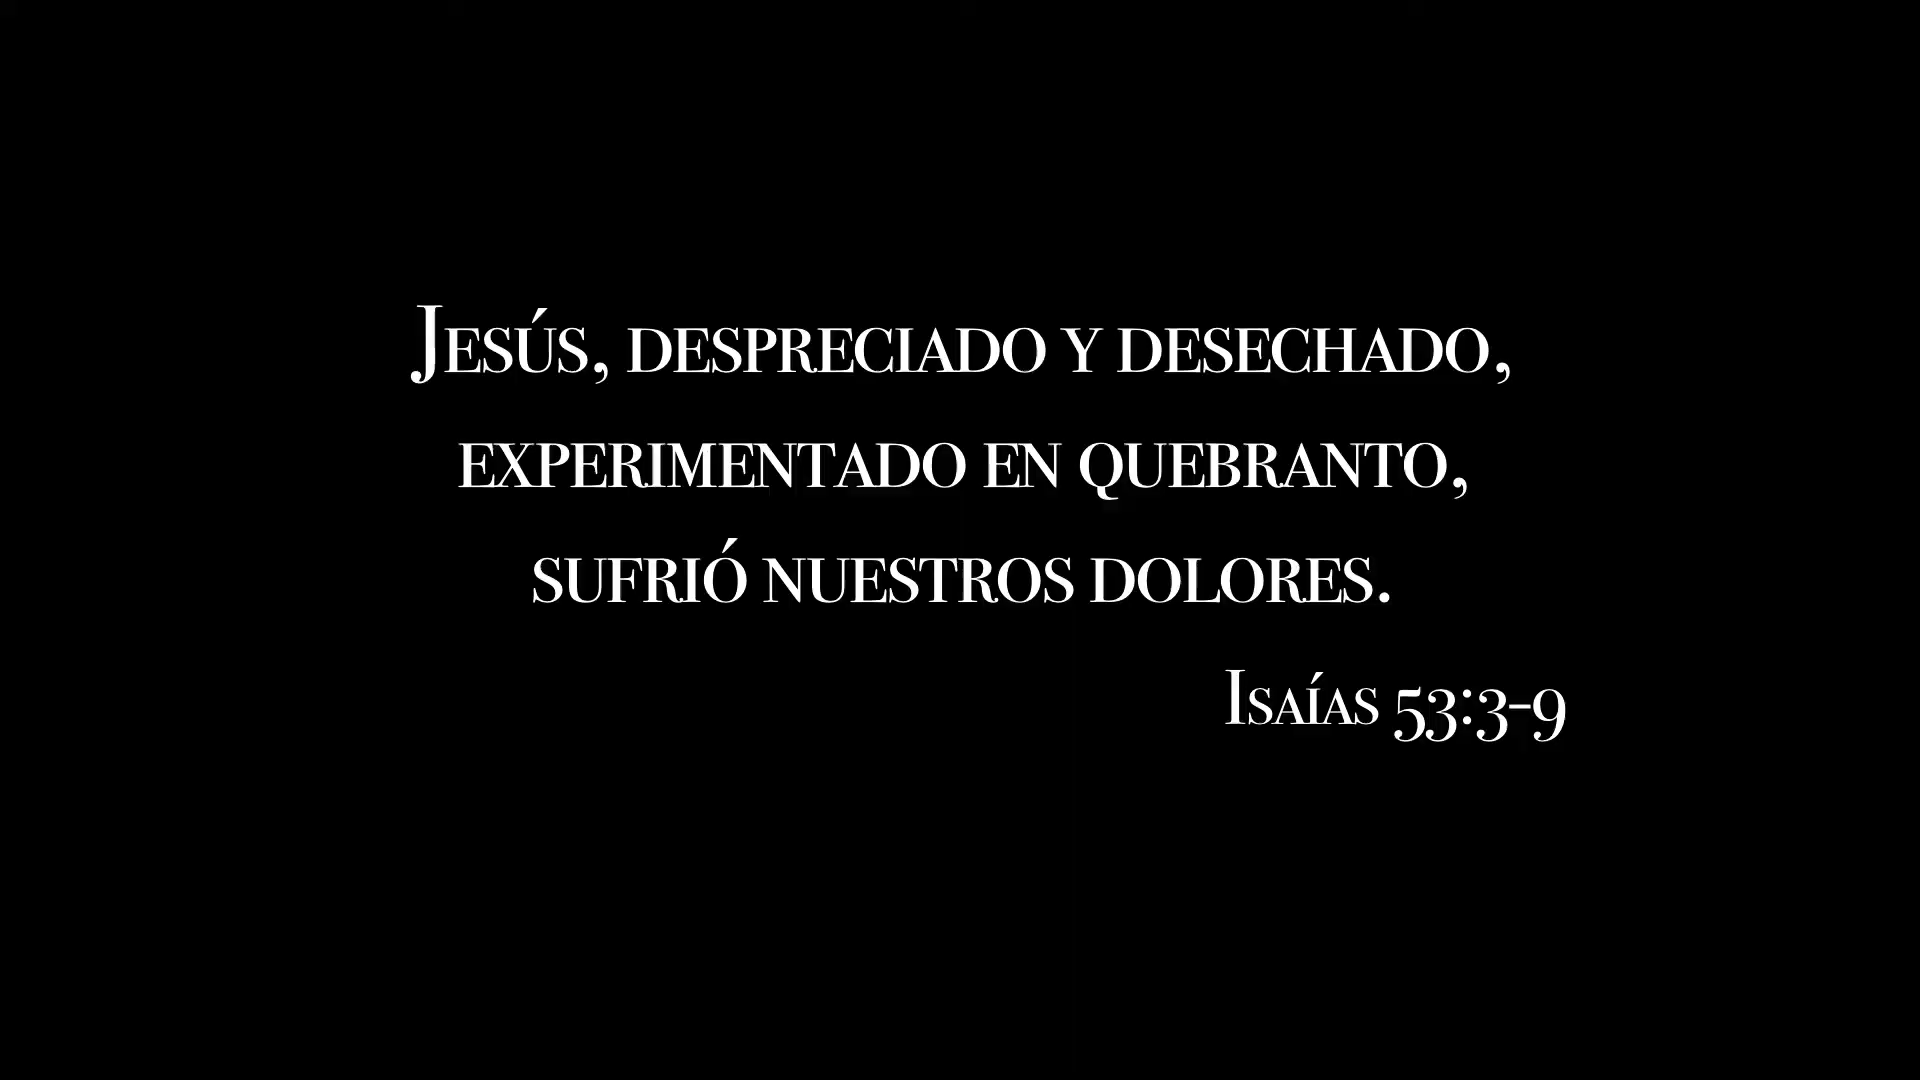 Jesús, despreciado y desechado,
experimentado en quebranto,
sufrió nuestros dolores.
Isaías 53:3-9